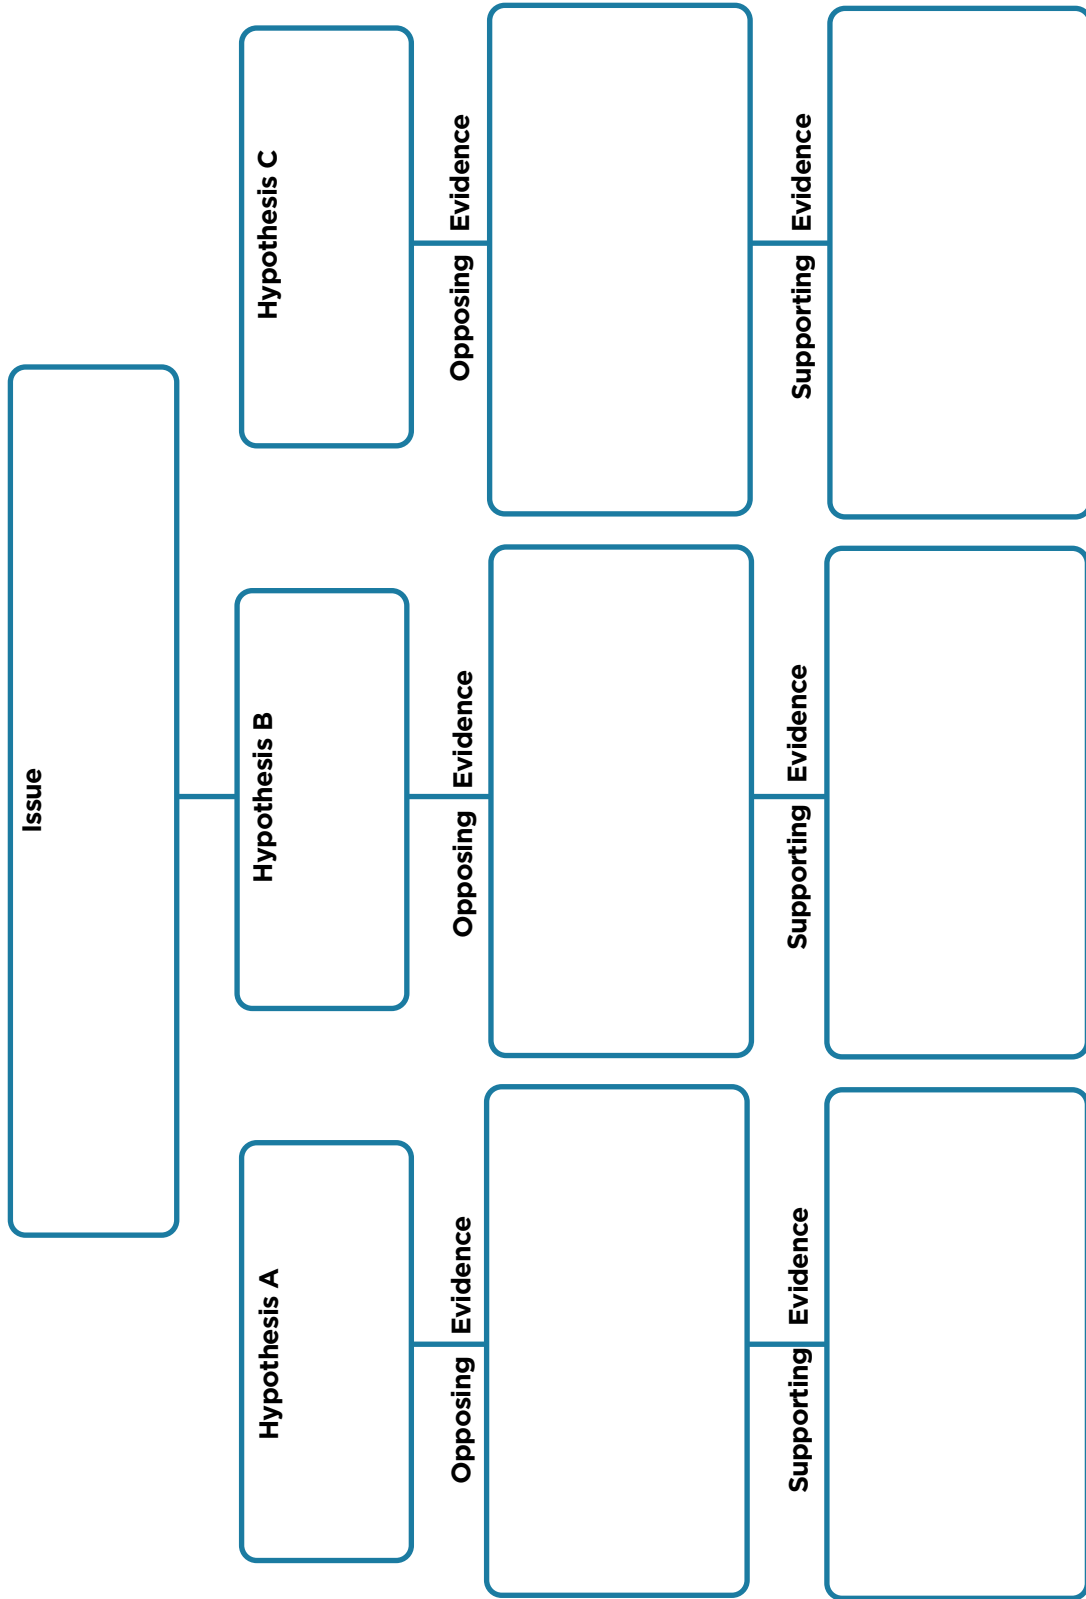 Issue
Hypothesis A
Hypothesis B
Hypothesis C
Opposing Evidence
Opposing Evidence
Opposing Evidence
Supporting Evidence
Supporting Evidence
Supporting Evidence